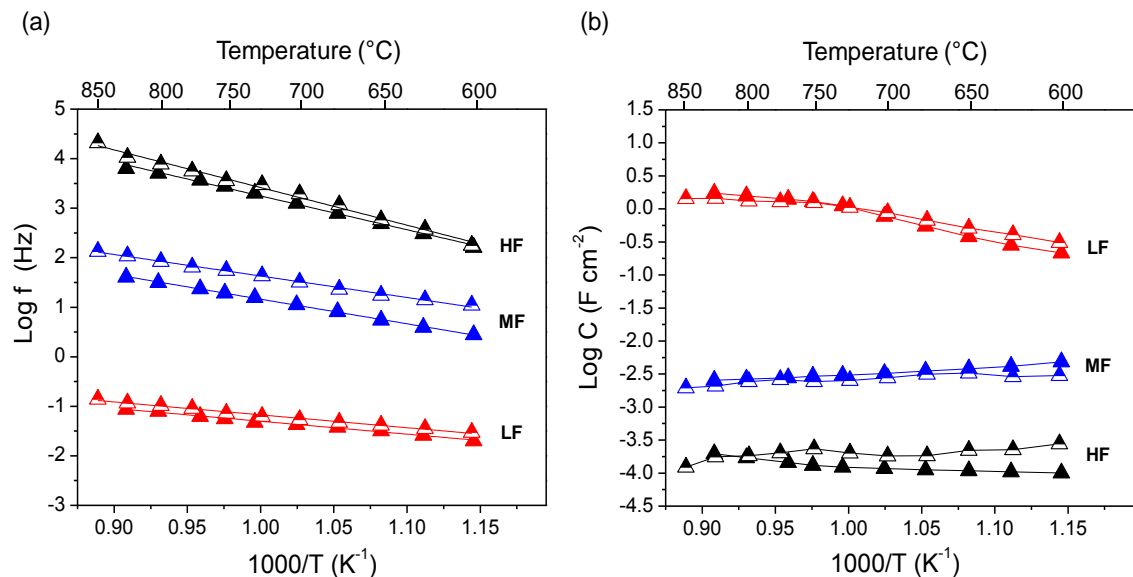 (a)
Temperature (°C)
850 800 750 700 650 600
5
4
3
2
1
0
-1
-2
-3
Log f (Hz)
HF
MF
LF
0.90 0.95 1.00 1.05 1.10 1.15
1000/T (K⁻¹)
(b)
Temperature (°C)
850 800 750 700 650 600
1.5
1.0
0.5
0.0
-0.5
-1.0
-1.5
-2.0
-2.5
-3.0
-3.5
-4.0
-4.5
Log C (F cm⁻²)
LF
MF
HF
0.90 0.95 1.00 1.05 1.10 1.15
1000/T (K⁻¹)